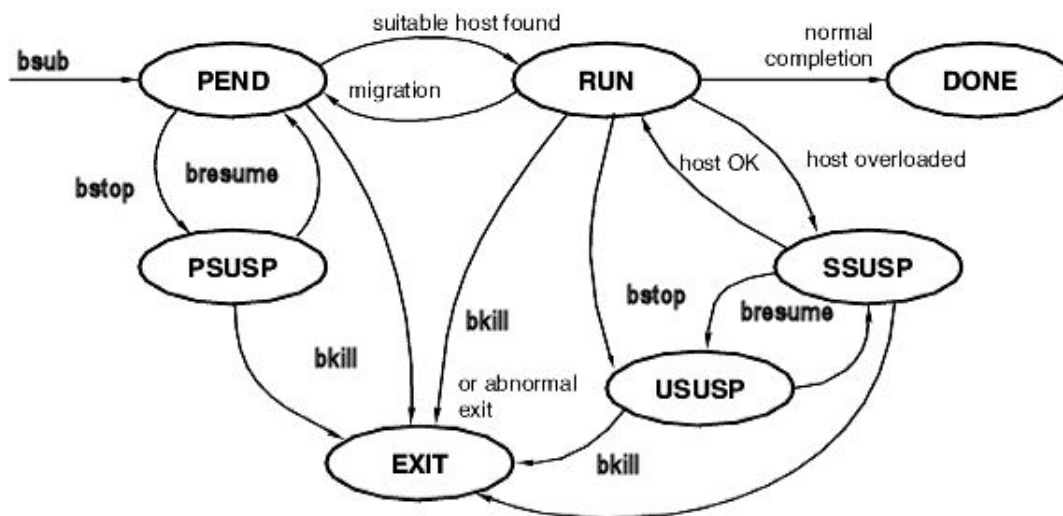 suitable host found
normal
completion
bsub
PEND
RUN
DONE
migration
host OK
host overloaded
bstop
bresume
PSUSP
SSUSP
bstop
bresume
bkill
bkill
or abnormal
exit
USUSP
EXIT
bkill